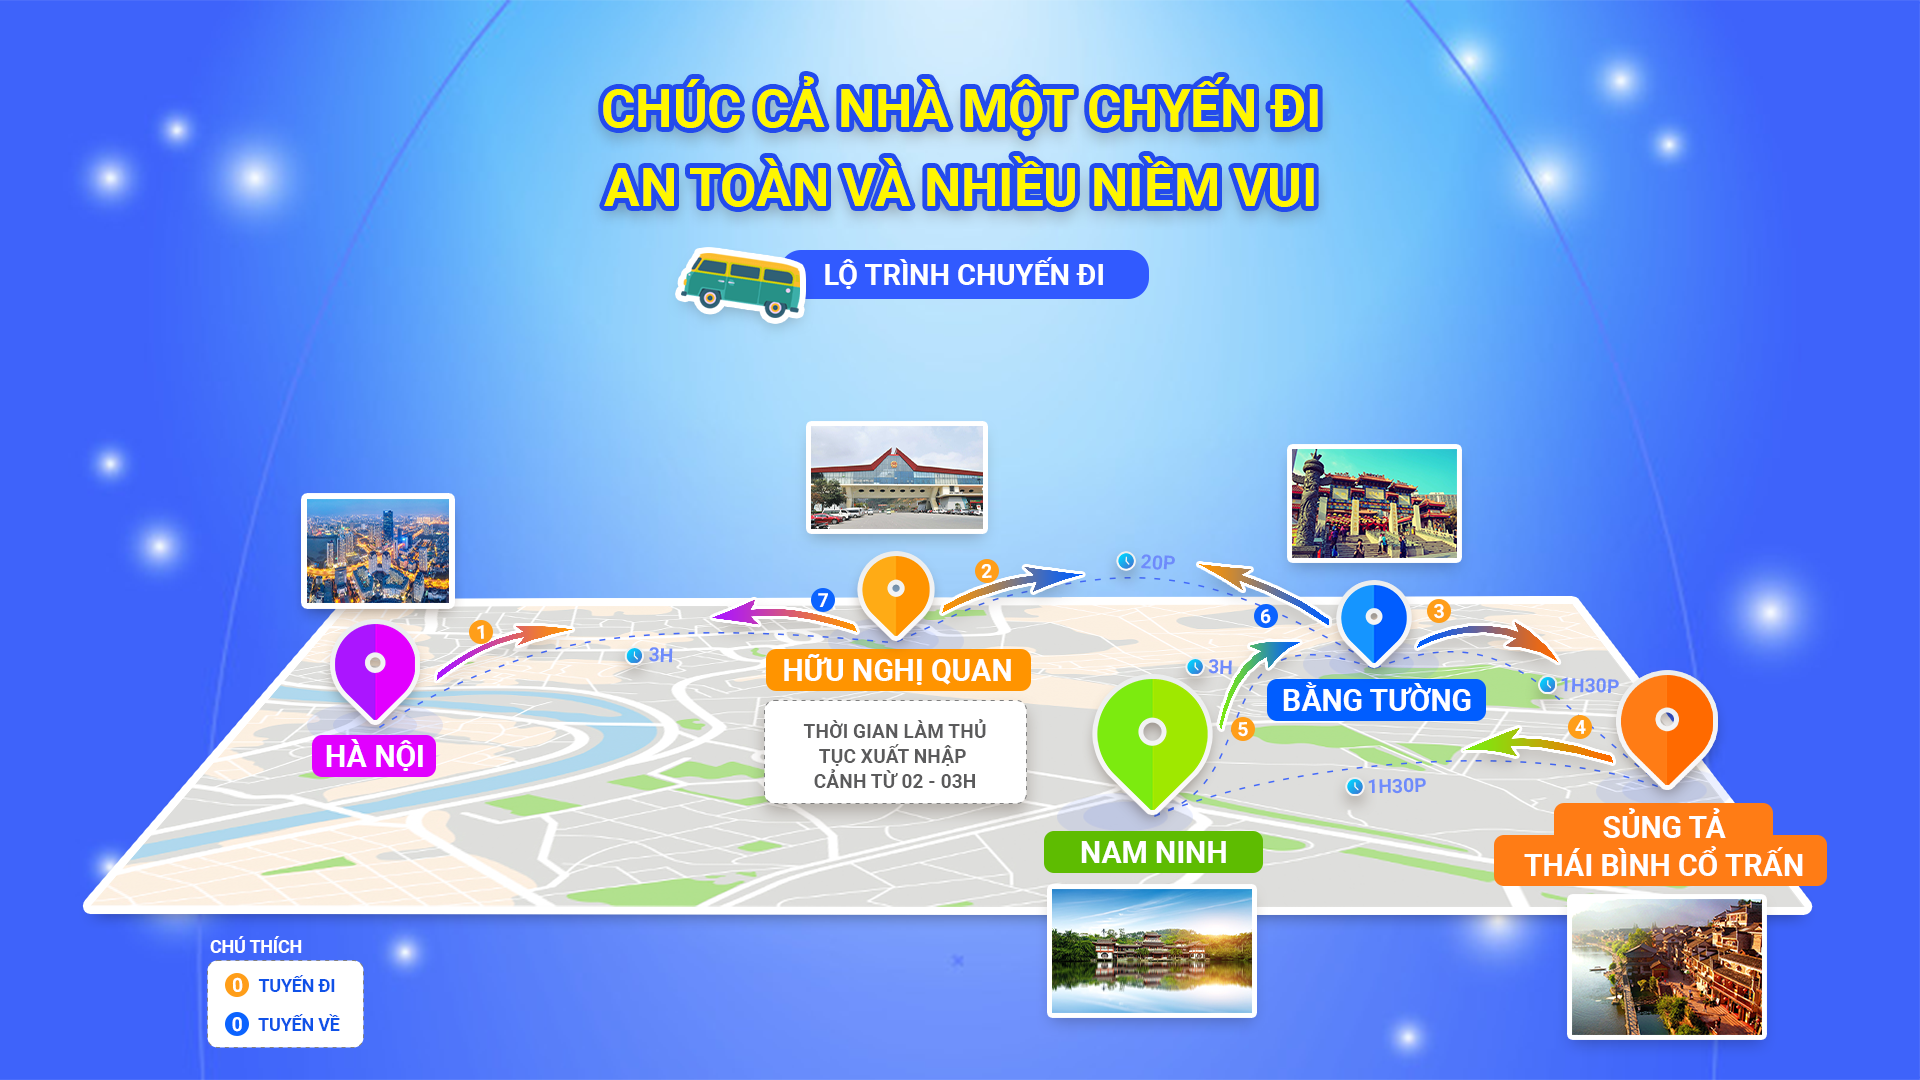 CHÚC CẢ NHÀ MỘT CHYẾN ĐI
AN TOÀN VÀ NHIỀU NIỀM VUI
LỘ TRÌNH CHUYẾN ĐI
20P
2
7
3
1
6
3H
3H
1H30P
HỮU NGHỊ QUAN
BẰNG TƯỜNG
THỜI GIAN LÀM THỦ
TỤC XUẤT NHẬP
CẢNH TỪ 02 - 03H
5
4
HÀ NỘI
1H30P
NAM NINH
SỦNG TẢ
THÁI BÌNH CỔ TRẤN
CHÚ THÍCH
0 TUYẾN ĐI
0 TUYẾN VỀ